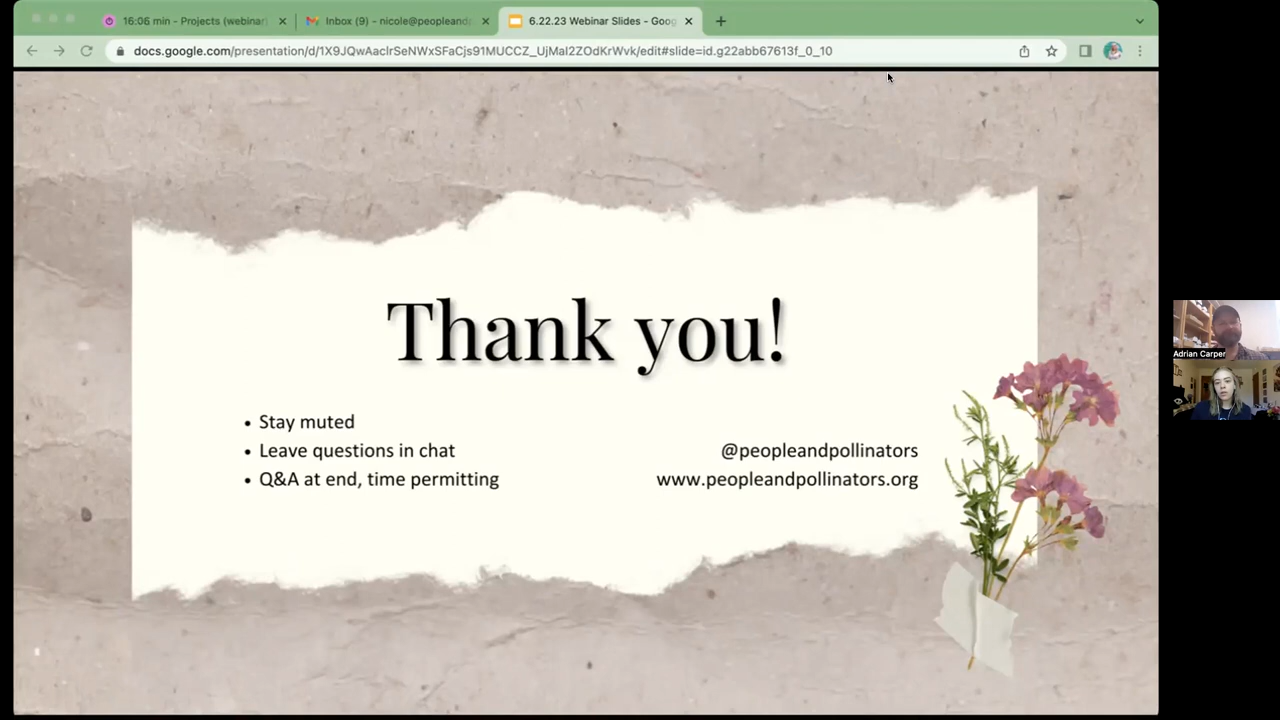 16:06 min - Projects (webinar
Inbox (9) - nicole@peopleand
6.22.23 Webinar Slides - Goog
docs.google.com/presentation/d/1X9JQwAaclrSeNWxSFaCjs91MUCCZ_UjMaI2ZOdKrWvk/edit#slide=id.g22abb67613f_0_10
Thank you!
• Stay muted
• Leave questions in chat
• Q&A at end, time permitting
@peopleandpollinators
www.peopleandpollinators.org
Adrian Carper